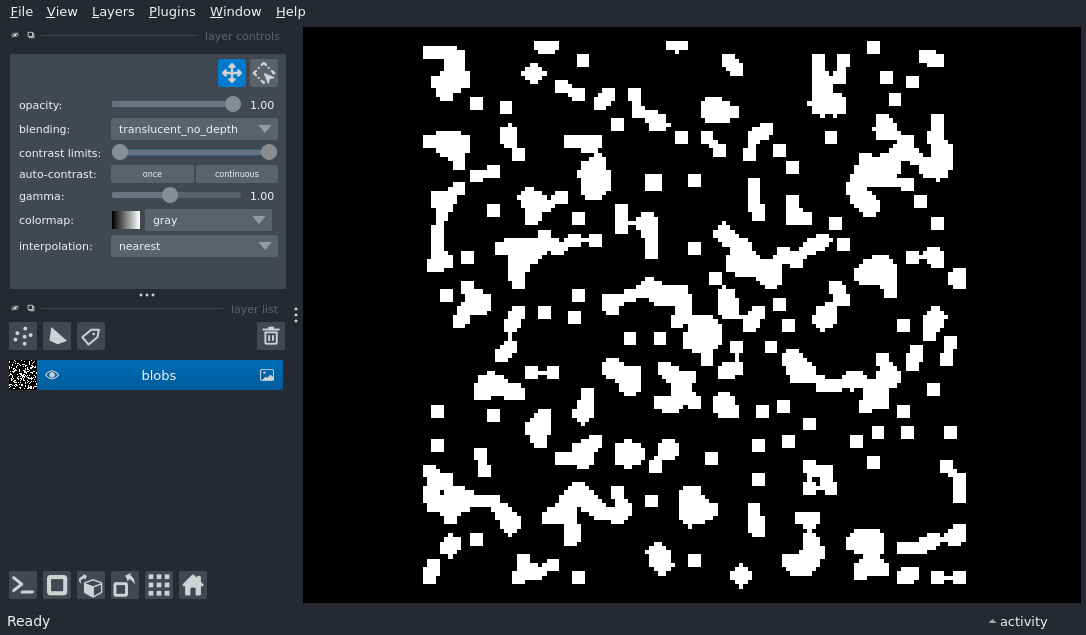 File View Layers Plugins Window Help
layer controls
opacity: 1.00
blending: translucent_no_depth
contrast limits:
auto-contrast: once continuous
gamma: 1.00
colormap: gray
interpolation: nearest
layer list
blobs
Ready activity